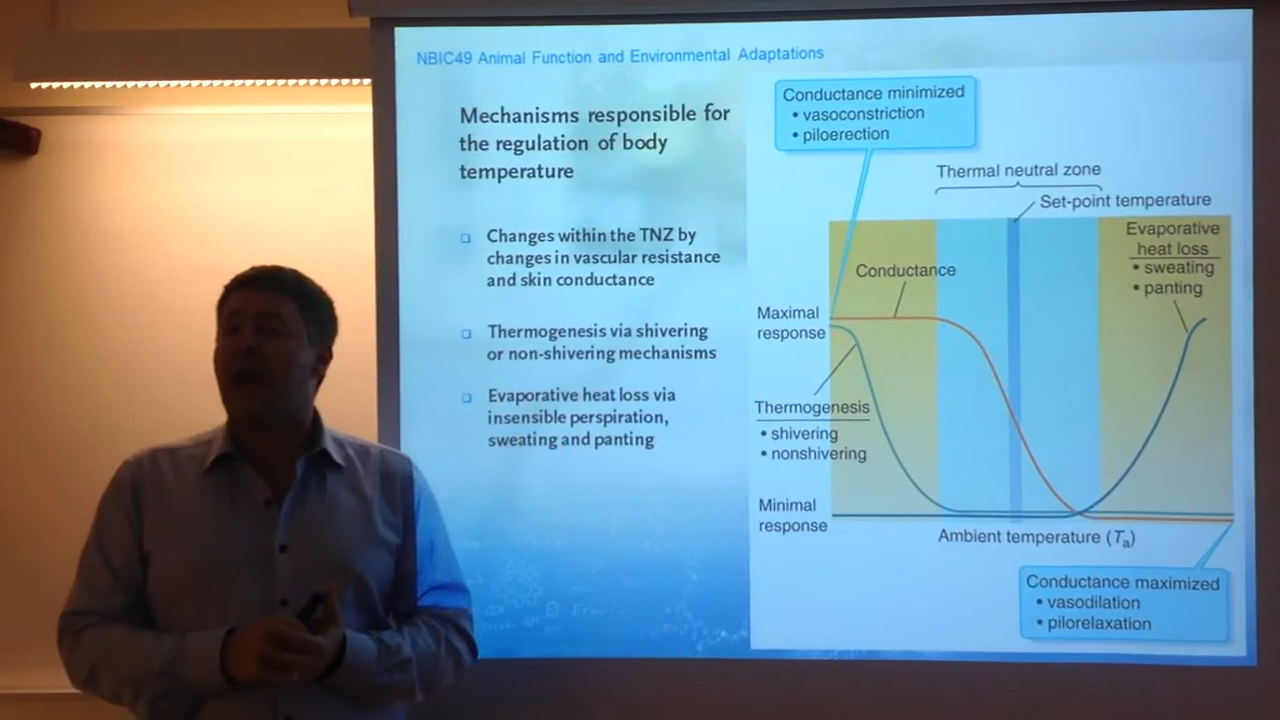 NBIC49 Animal Function and Environmental Adaptations
Mechanisms responsible for
the regulation of body
temperature
Changes within the TNZ by
changes in vascular resistance
and skin conductance
Thermogenesis via shivering
or non-shivering mechanisms
Evaporative heat loss via
insensible perspiration,
sweating and panting
Conductance minimized
• vasoconstriction
• piloerection
Thermal neutral zone
Set-point temperature
Evaporative
heat loss
• sweating
• panting
Conductance
Maximal
response
Thermogenesis
• shivering
• nonshivering
Minimal
response
Ambient temperature (Ta)
Conductance maximized
• vasodilation
• pilorelaxation